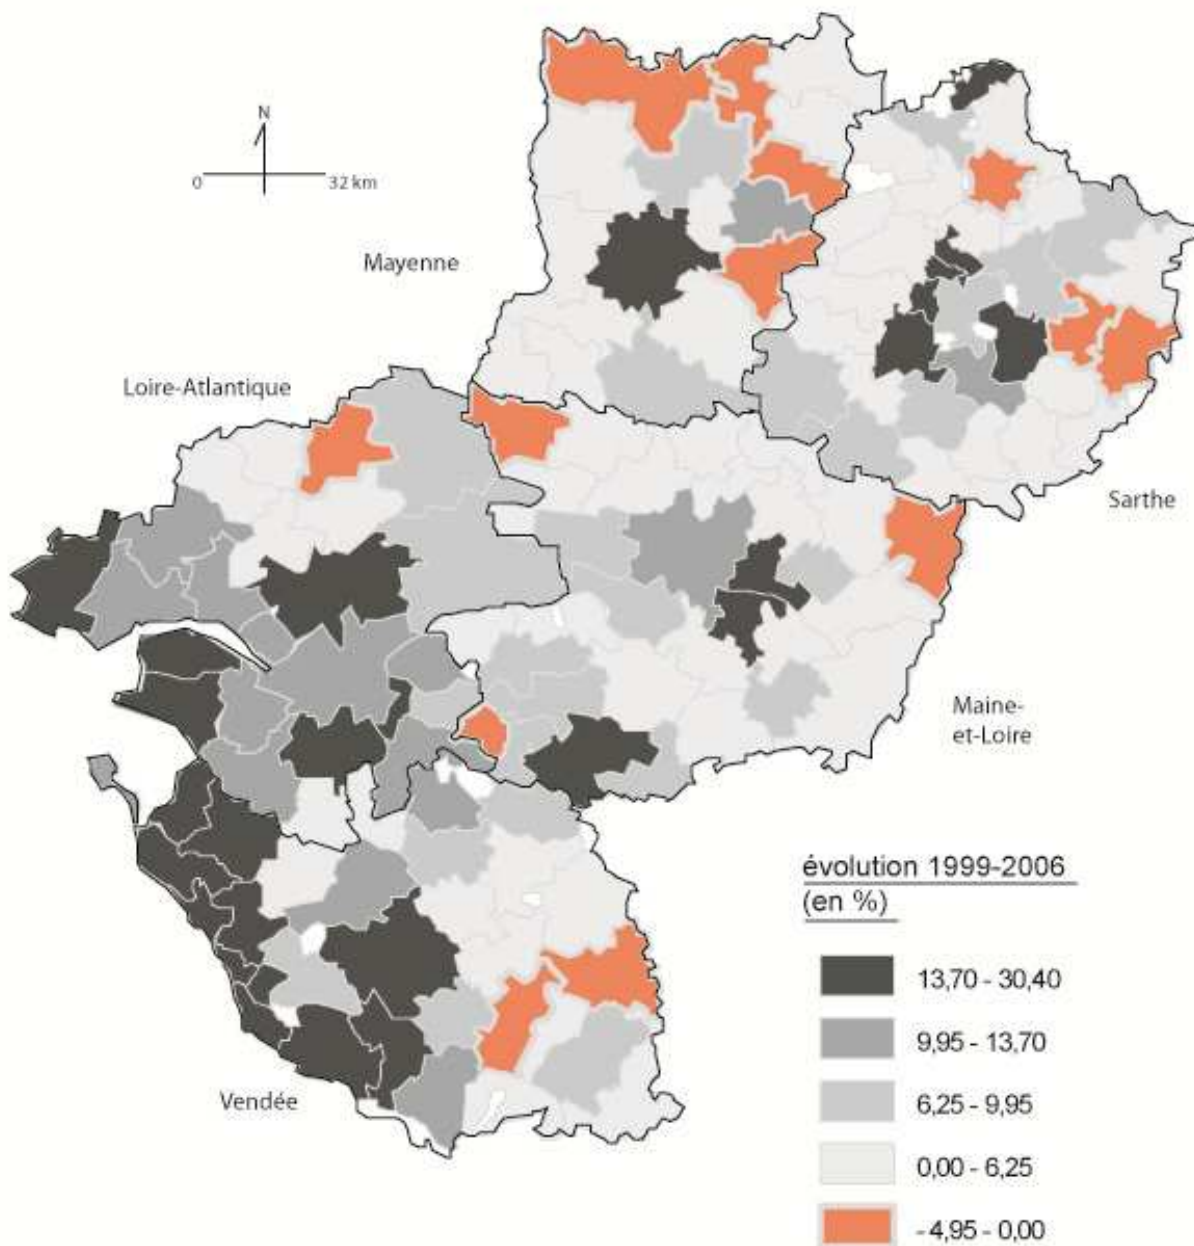 N
0 32 km
Mayenne
Loire-Atlantique
Sarthe
Maine-
et-Loire
Vendée
évolution 1999-2006
(en %)
13,70 - 30,40
9,95 - 13,70
6,25 - 9,95
0,00 - 6,25
- 4,95 - 0,00